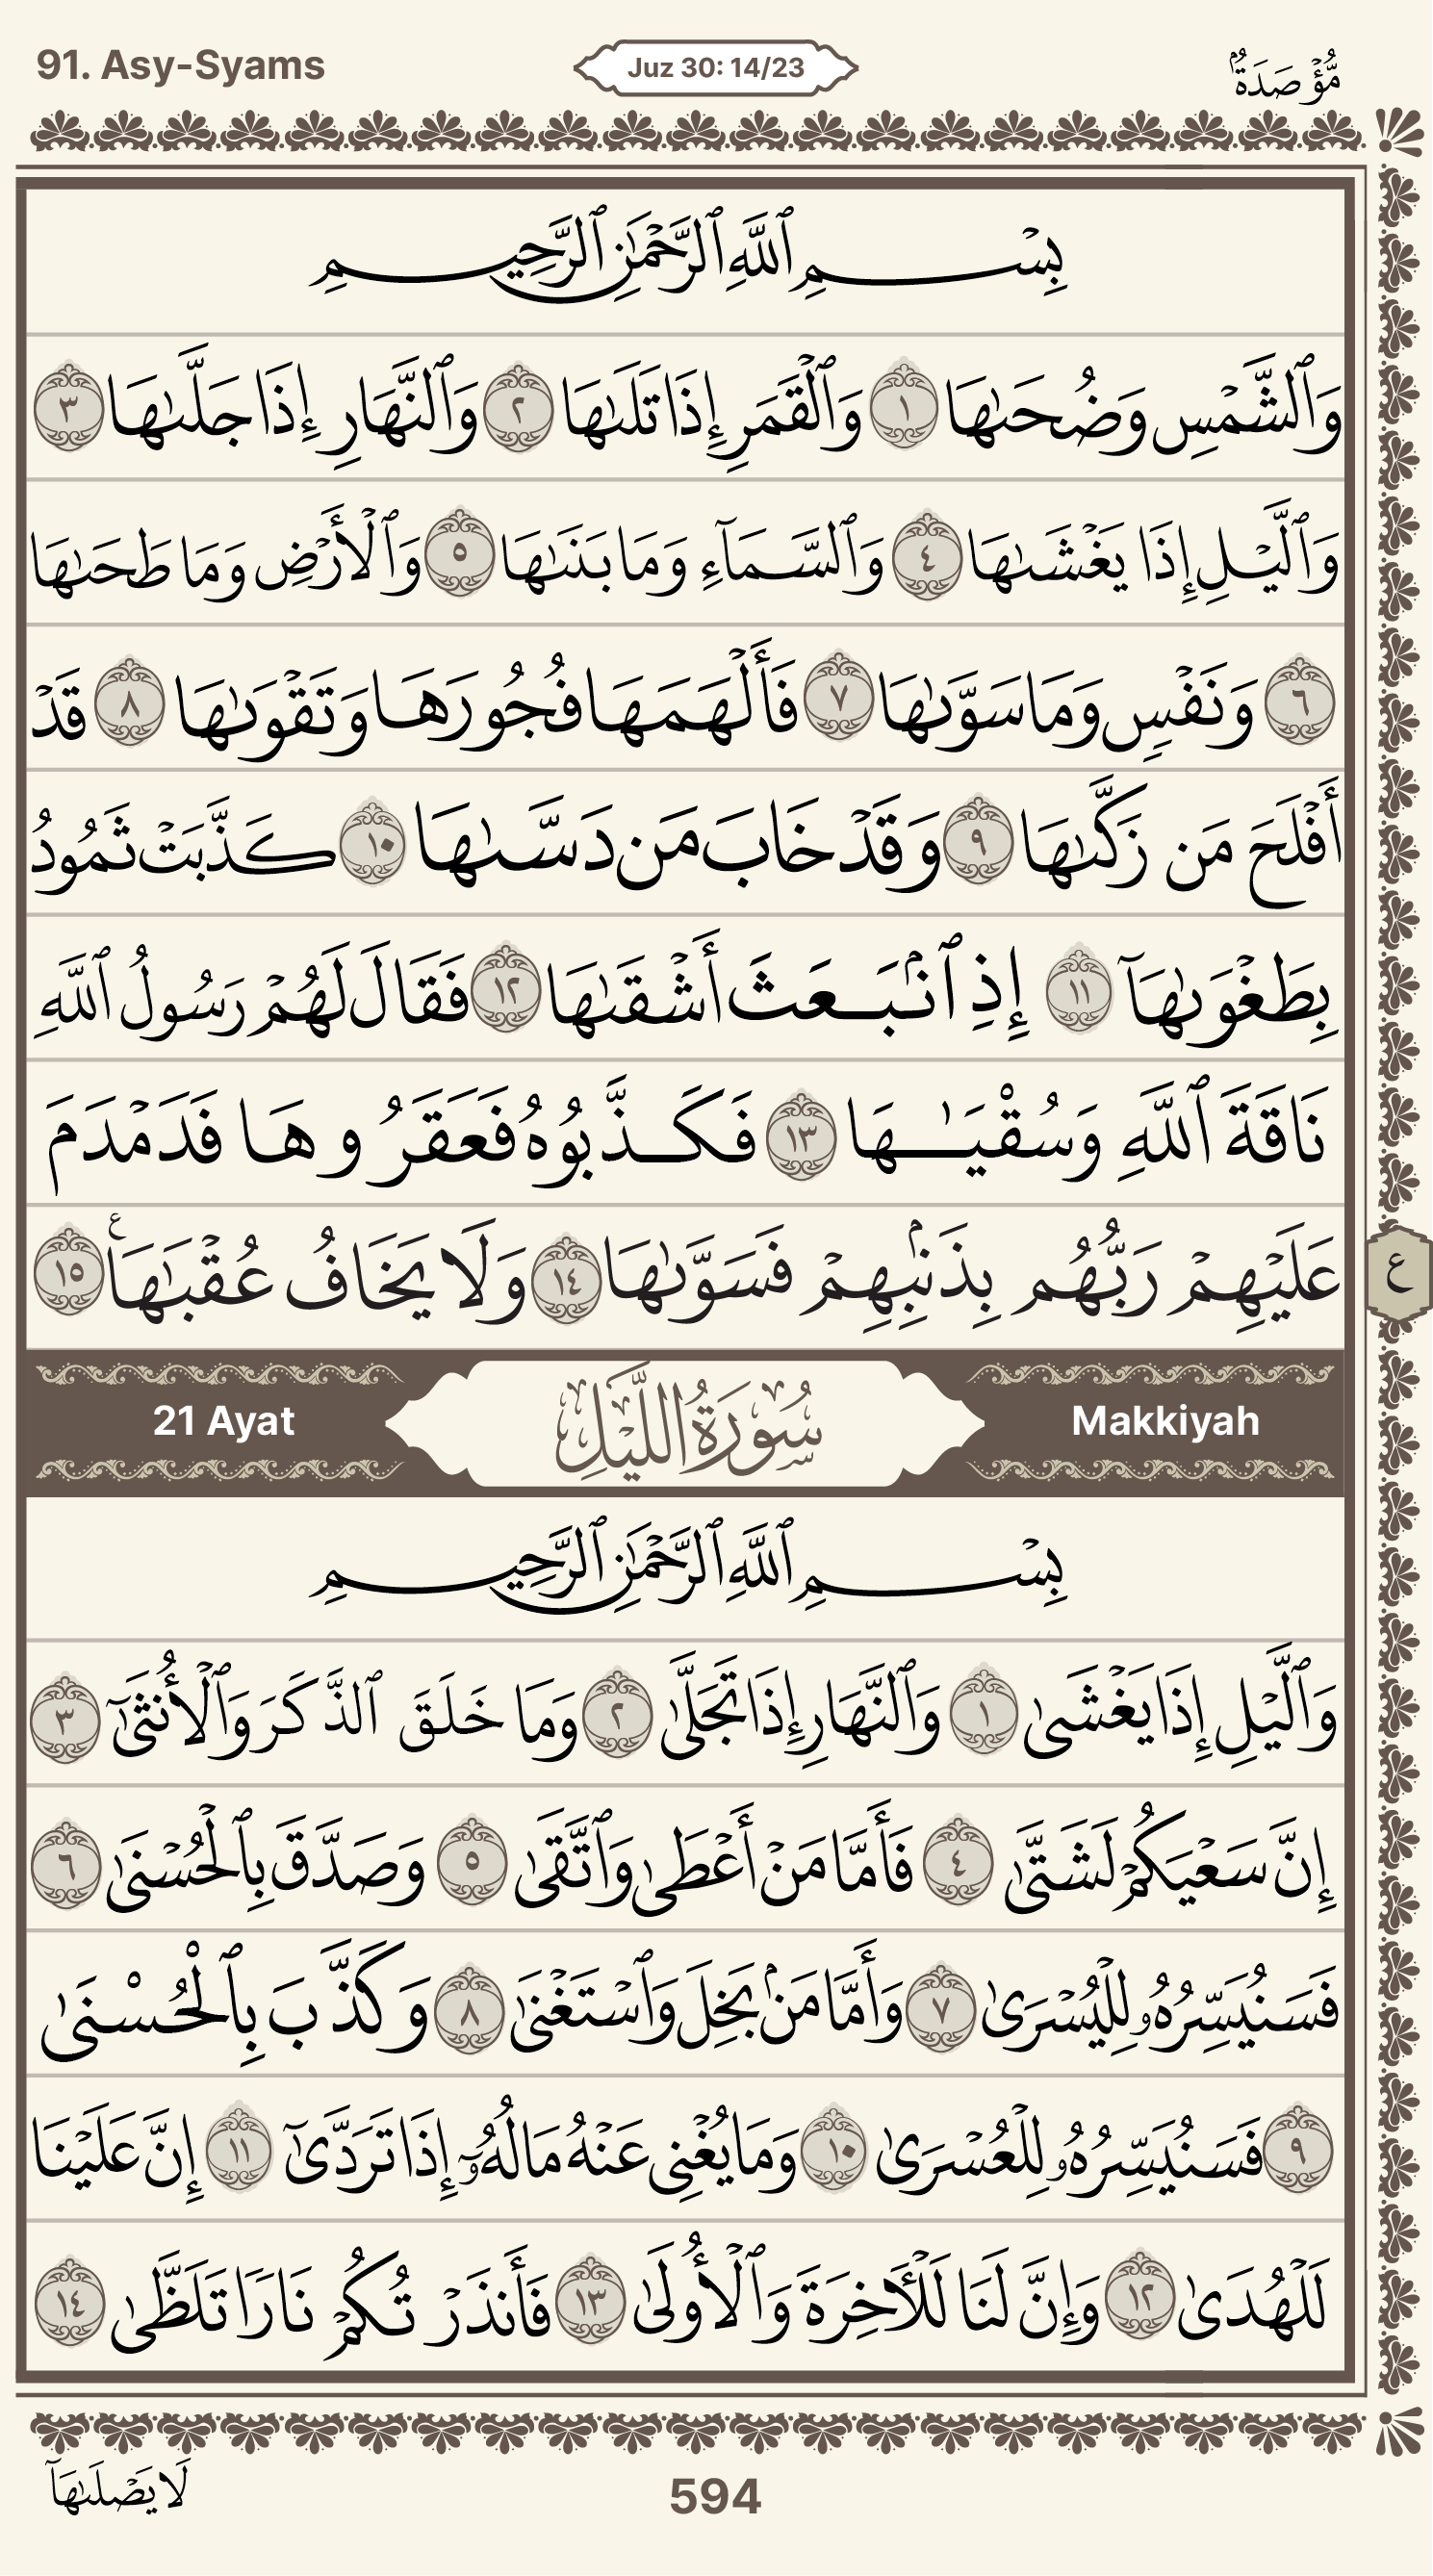 91. Asy-Syams
Juz 30: 14/23
مُّؤْصَدَةٌۢ
بِسْمِ ٱللَّهِ ٱلرَّحْمَٰنِ ٱلرَّحِيمِ
وَٱلشَّمْسِ وَضُحَىٰهَا ١ وَٱلْقَمَرِ إِذَا تَلَىٰهَا ٢ وَٱلنَّهَارِ إِذَا جَلَّىٰهَا ٣
وَٱلَّيْلِ إِذَا يَغْشَىٰهَا ٤ وَٱلسَّمَآءِ وَمَا بَنَىٰهَا ٥ وَٱلْأَرْضِ وَمَا طَحَىٰهَا
٦ وَنَفْسٍ وَمَا سَوَّىٰهَا ٧ فَأَلْهَمَهَا فُجُورَهَا وَتَقْوَىٰهَا ٨ قَدْ
أَفْلَحَ مَن زَكَّىٰهَا ٩ وَقَدْ خَابَ مَن دَسَّىٰهَا ١٠ كَذَّبَتْ ثَمُودُ
بِطَغْوَىٰهَآ ١١ إِذِ ٱنۢبَعَثَ أَشْقَىٰهَا ١٢ فَقَالَ لَهُمْ رَسُولُ ٱللَّهِ
نَاقَةَ ٱللَّهِ وَسُقْيَٰهَا ١٣ فَكَذَّبُوهُ فَعَقَرُوهَا فَدَمْدَمَ
عَلَيْهِمْ رَبُّهُم بِذَنۢبِهِمْ فَسَوَّىٰهَا ١٤ وَلَا يَخَافُ عُقْبَٰهَا ١٥
ع
21 Ayat
سُورَةُ اللَّيْلِ
Makkiyah
بِسْمِ ٱللَّهِ ٱلرَّحْمَٰنِ ٱلرَّحِيمِ
وَٱلَّيْلِ إِذَا يَغْشَىٰ ١ وَٱلنَّهَارِ إِذَا تَجَلَّىٰ ٢ وَمَا خَلَقَ ٱلذَّكَرَ وَٱلْأُنثَىٰٓ ٣
إِنَّ سَعْيَكُمْ لَشَتَّىٰ ٤ فَأَمَّا مَنْ أَعْطَىٰ وَٱتَّقَىٰ ٥ وَصَدَّقَ بِٱلْحُسْنَىٰ ٦
فَسَنُيَسِّرُهُۥ لِلْيُسْرَىٰ ٧ وَأَمَّا مَنۢ بَخِلَ وَٱسْتَغْنَىٰ ٨ وَكَذَّبَ بِٱلْحُسْنَىٰ
٩ فَسَنُيَسِّرُهُۥ لِلْعُسْرَىٰ ١٠ وَمَا يُغْنِى عَنْهُ مَالُهُۥٓ إِذَا تَرَدَّىٰٓ ١١ إِنَّ عَلَيْنَا
لَلْهُدَىٰ ١٢ وَإِنَّ لَنَا لَلْـَٔاخِرَةَ وَٱلْأُولَىٰ ١٣ فَأَنذَرْتُكُمْ نَارًا تَلَظَّىٰ ١٤
لَا يَصْلَىٰهَآ
594